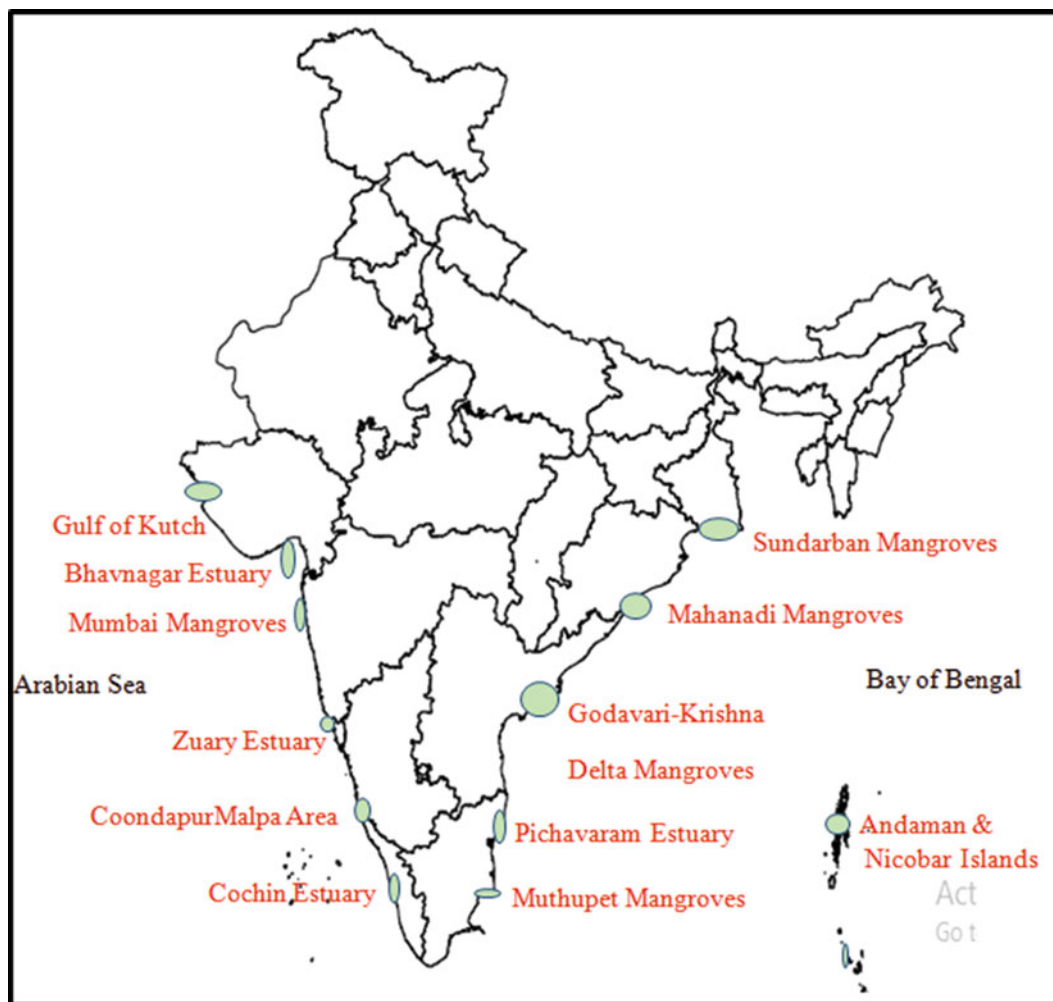 Gulf of Kutch
Bhavnagar Estuary
Mumbai Mangroves
Arabian Sea
Zuary Estuary
CoondapurMalpa Area
Cochin Estuary
Sundarban Mangroves
Mahanadi Mangroves
Bay of Bengal
Godavari-Krishna
Delta Mangroves
Pichavaram Estuary
Muthupet Mangroves
Andaman &
Nicobar Islands
Act
Go t